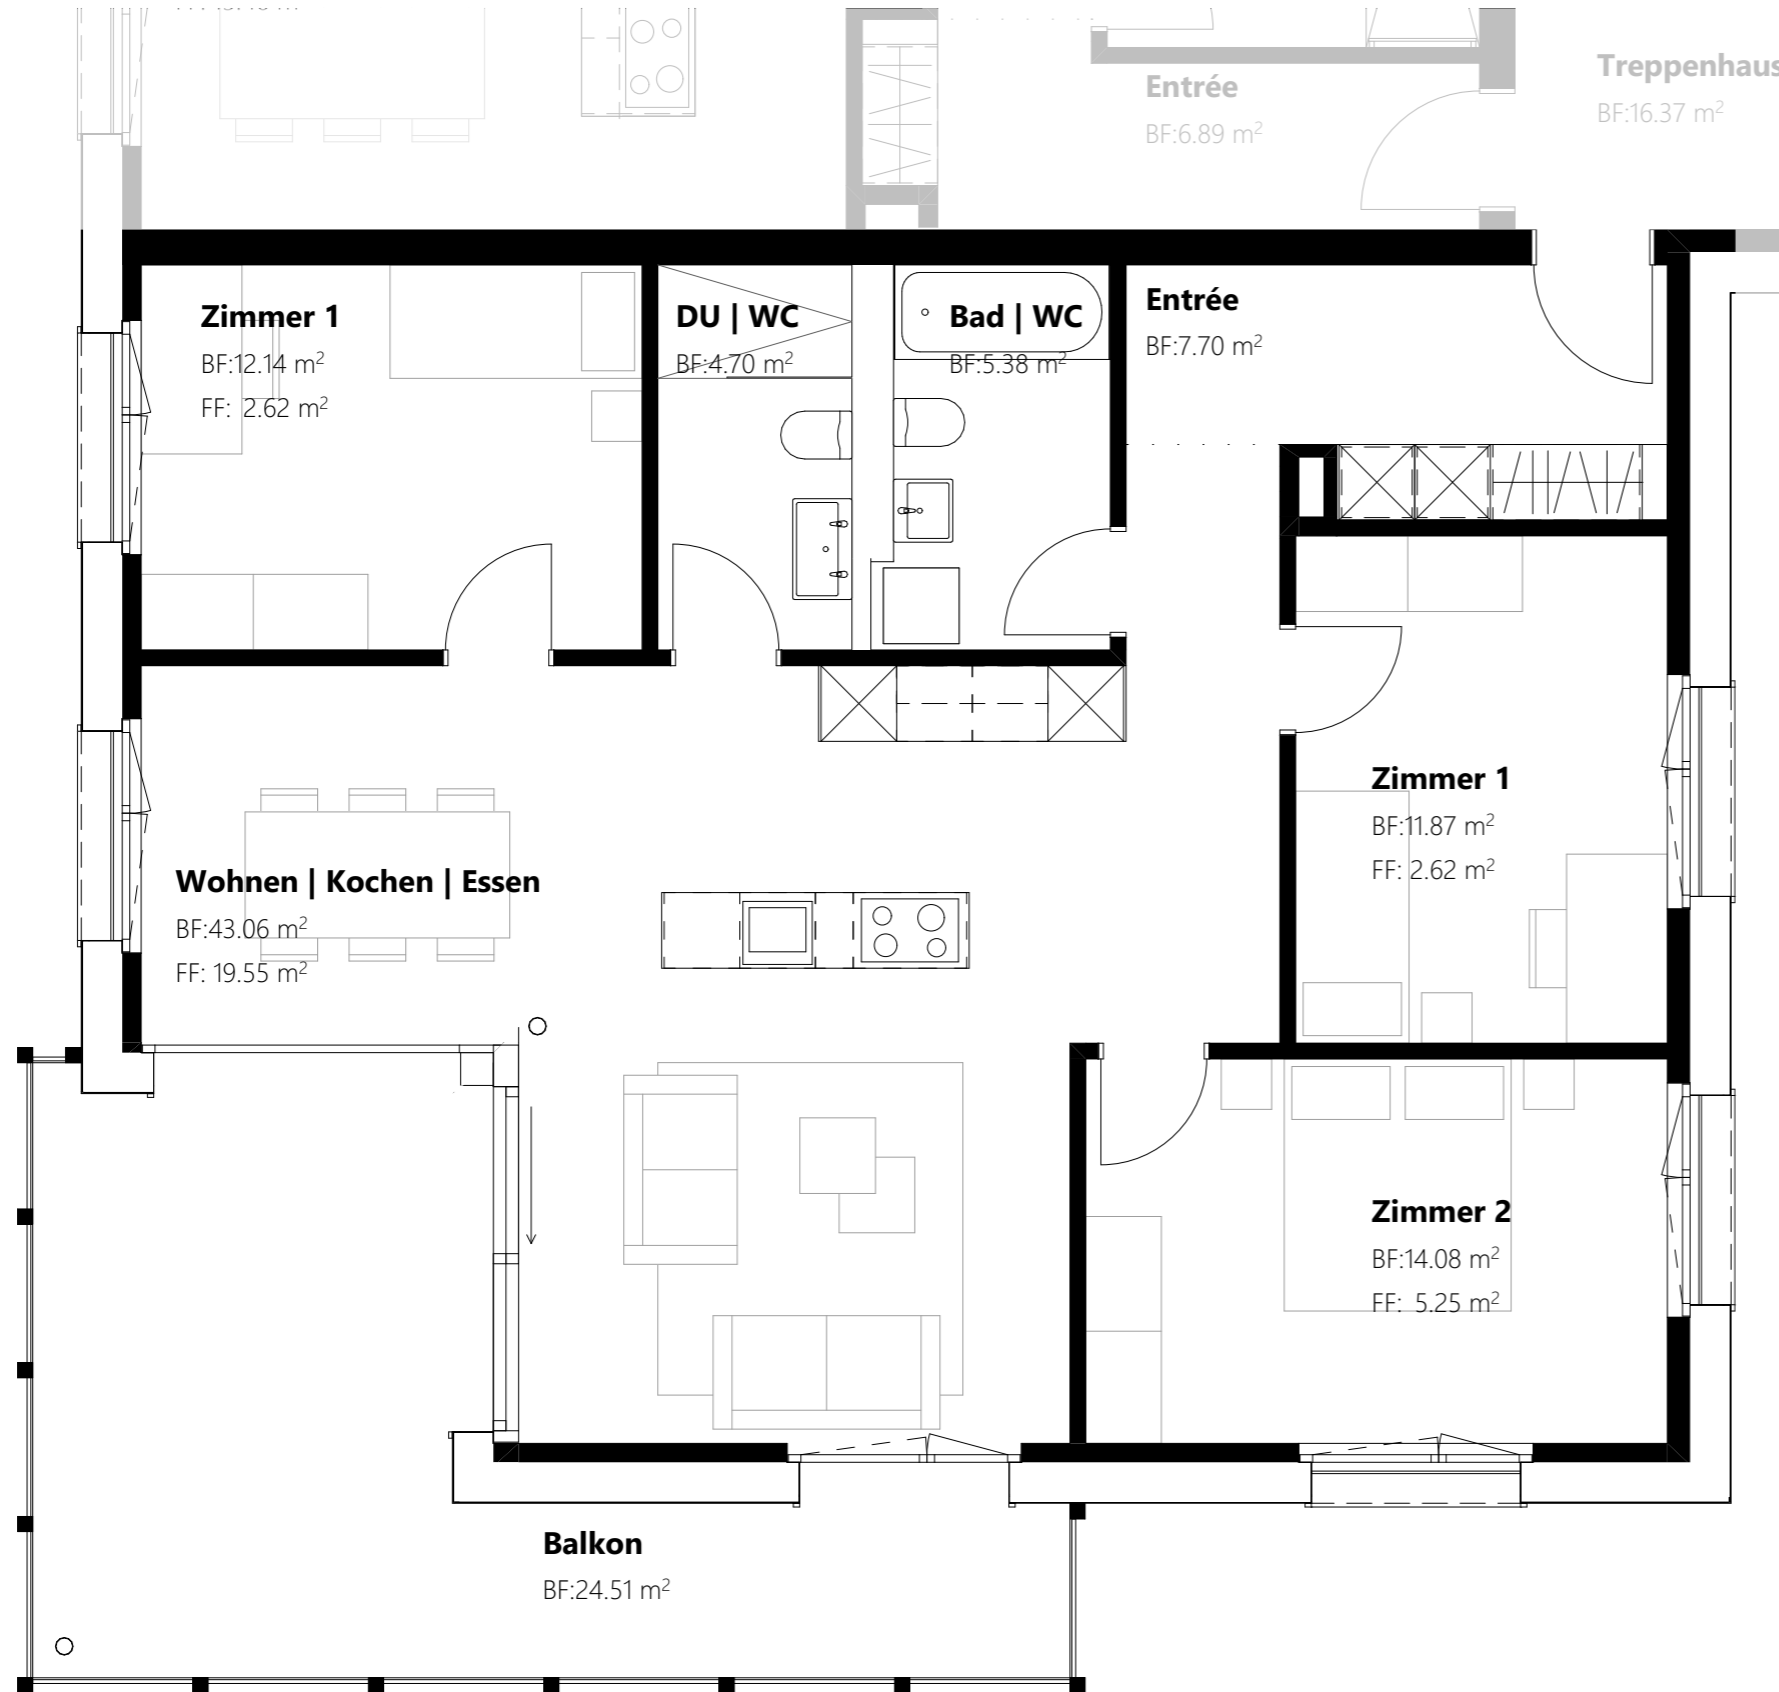 Entrée
BF:6.89 m²
Treppenhaus
BF:16.37 m²
Zimmer 1
BF:12.14 m²
FF: 2.62 m²
DU | WC
BF:4.70 m²
Bad | WC
BF:5.38 m²
Entrée
BF:7.70 m²
Zimmer 1
BF:11.87 m²
FF: 2.62 m²
Wohnen | Kochen | Essen
BF:43.06 m²
FF: 19.55 m²
Zimmer 2
BF:14.08 m²
FF: 5.25 m²
Balkon
BF:24.51 m²